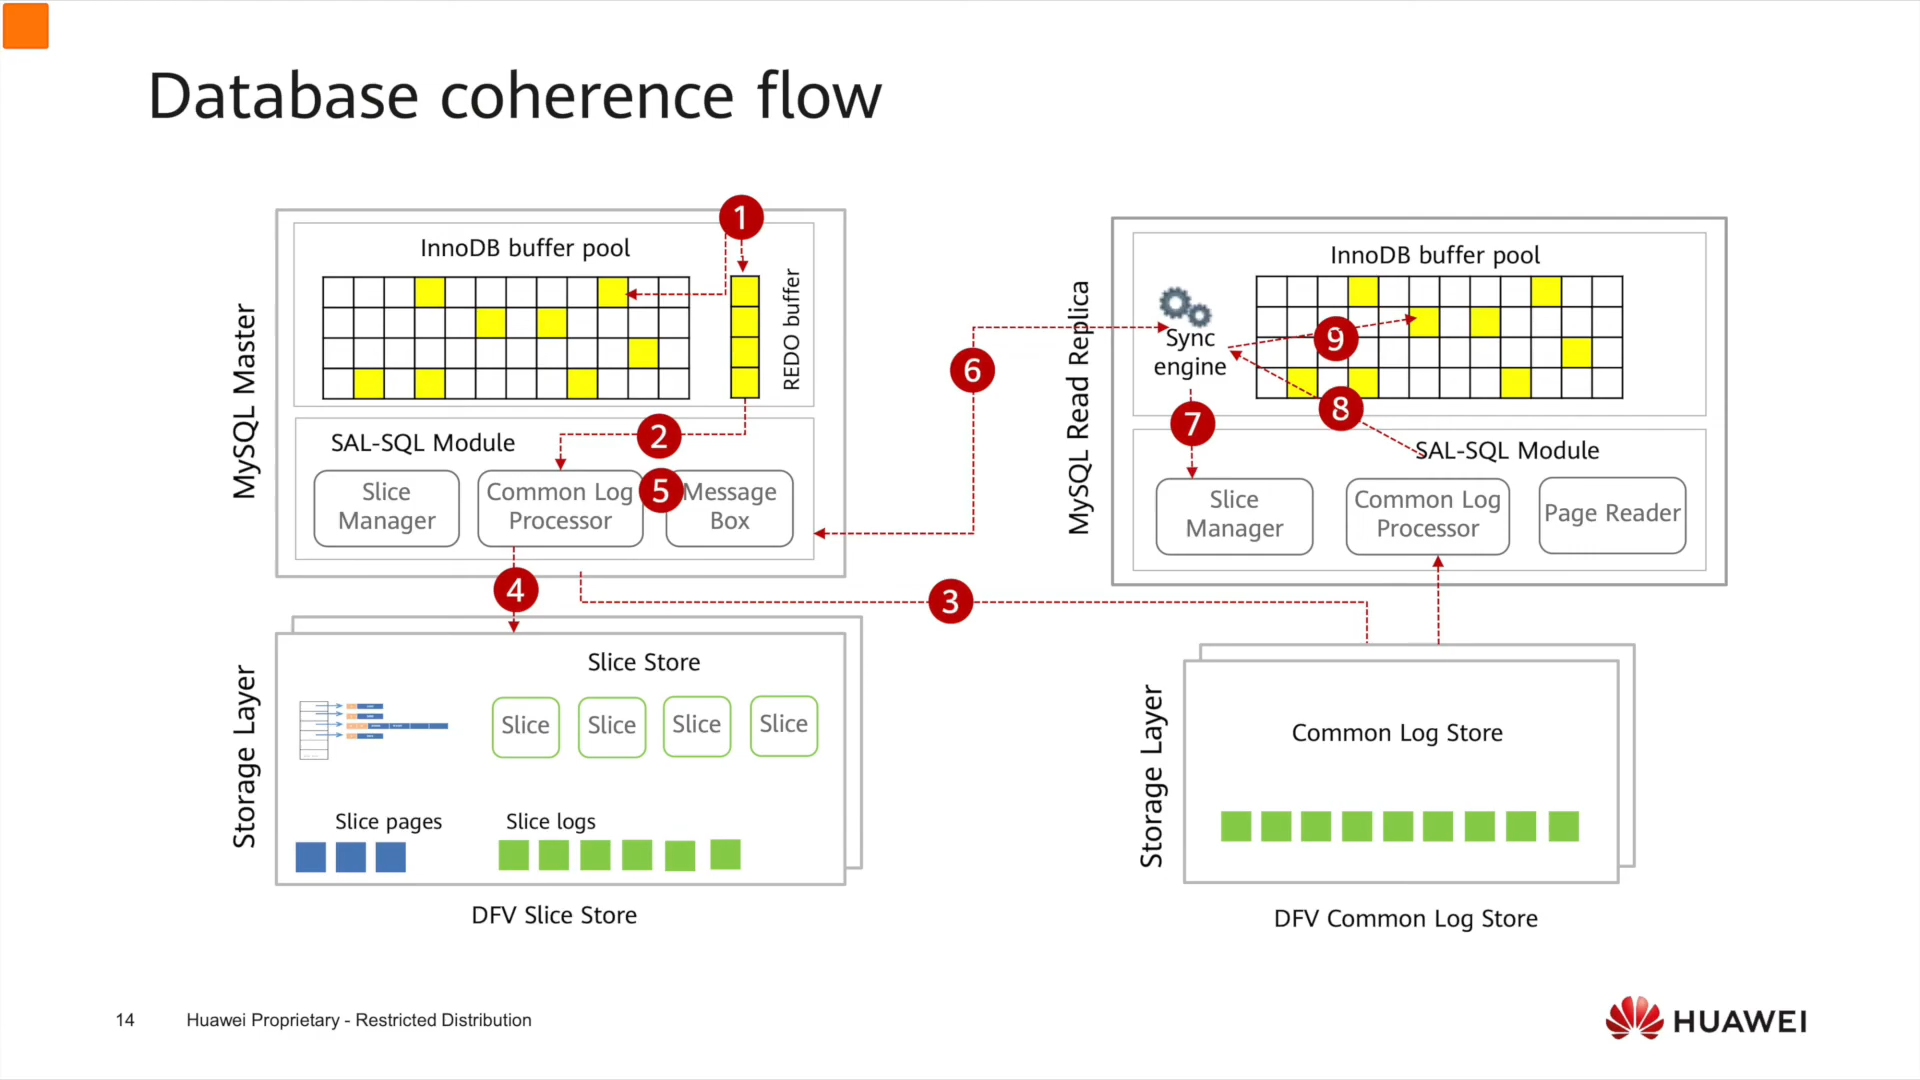 Database coherence flow
MySQL Master
InnoDB buffer pool
1
REDO buffer
SAL-SQL Module
2
Slice
Manager
Common Log
Processor
5
Message
Box
4
3
6
MySQL Read Replica
InnoDB buffer pool
Sync
engine
9
8
7
SAL-SQL Module
Slice
Manager
Common Log
Processor
Page Reader
Storage Layer
Slice Store
Slice
Slice
Slice
Slice
Slice pages
Slice logs
DFV Slice Store
Storage Layer
Common Log Store
DFV Common Log Store
14
Huawei Proprietary - Restricted Distribution
HUAWEI